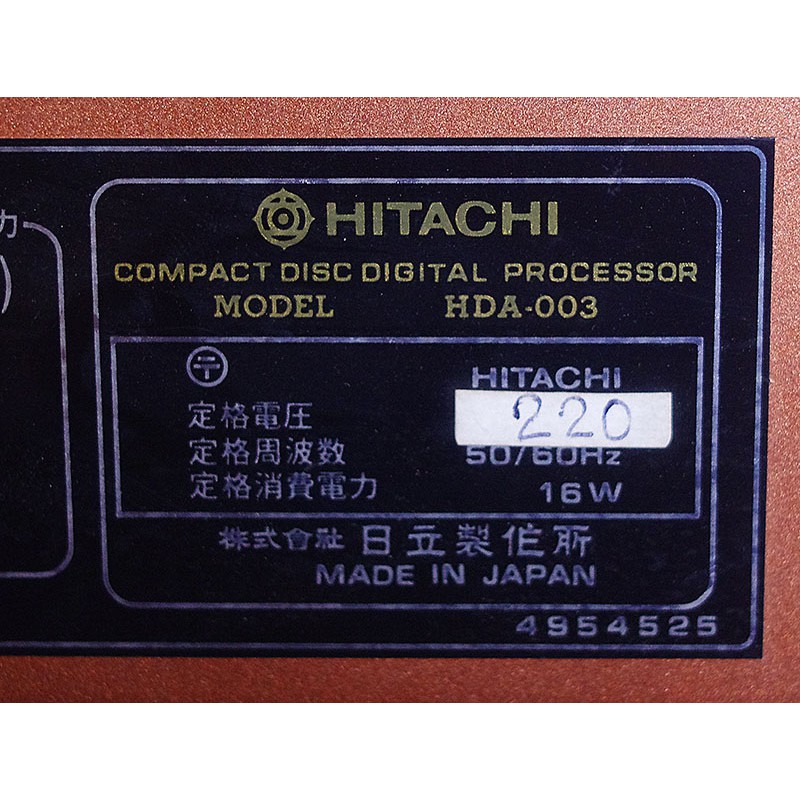 力
)
HITACHI
COMPACT DISC DIGITAL PROCESSOR
MODEL HDA-003
〒 HITACHI
定格電圧 220
定格周波数 50/60Hz
定格消費電力 16W
株式會社 日立製作所
MADE IN JAPAN
4954525